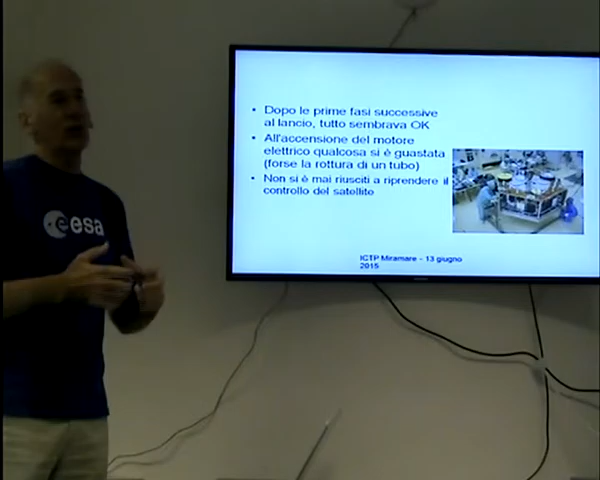 esa
• Dopo le prime fasi successive
al lancio, tutto sembrava OK
• All'accensione del motore
elettrico qualcosa si è guastata
(forse la rottura di un tubo)
• Non si è mai riusciti a riprendere il
controllo del satellite
ICTP Miramare - 13 giugno
2015